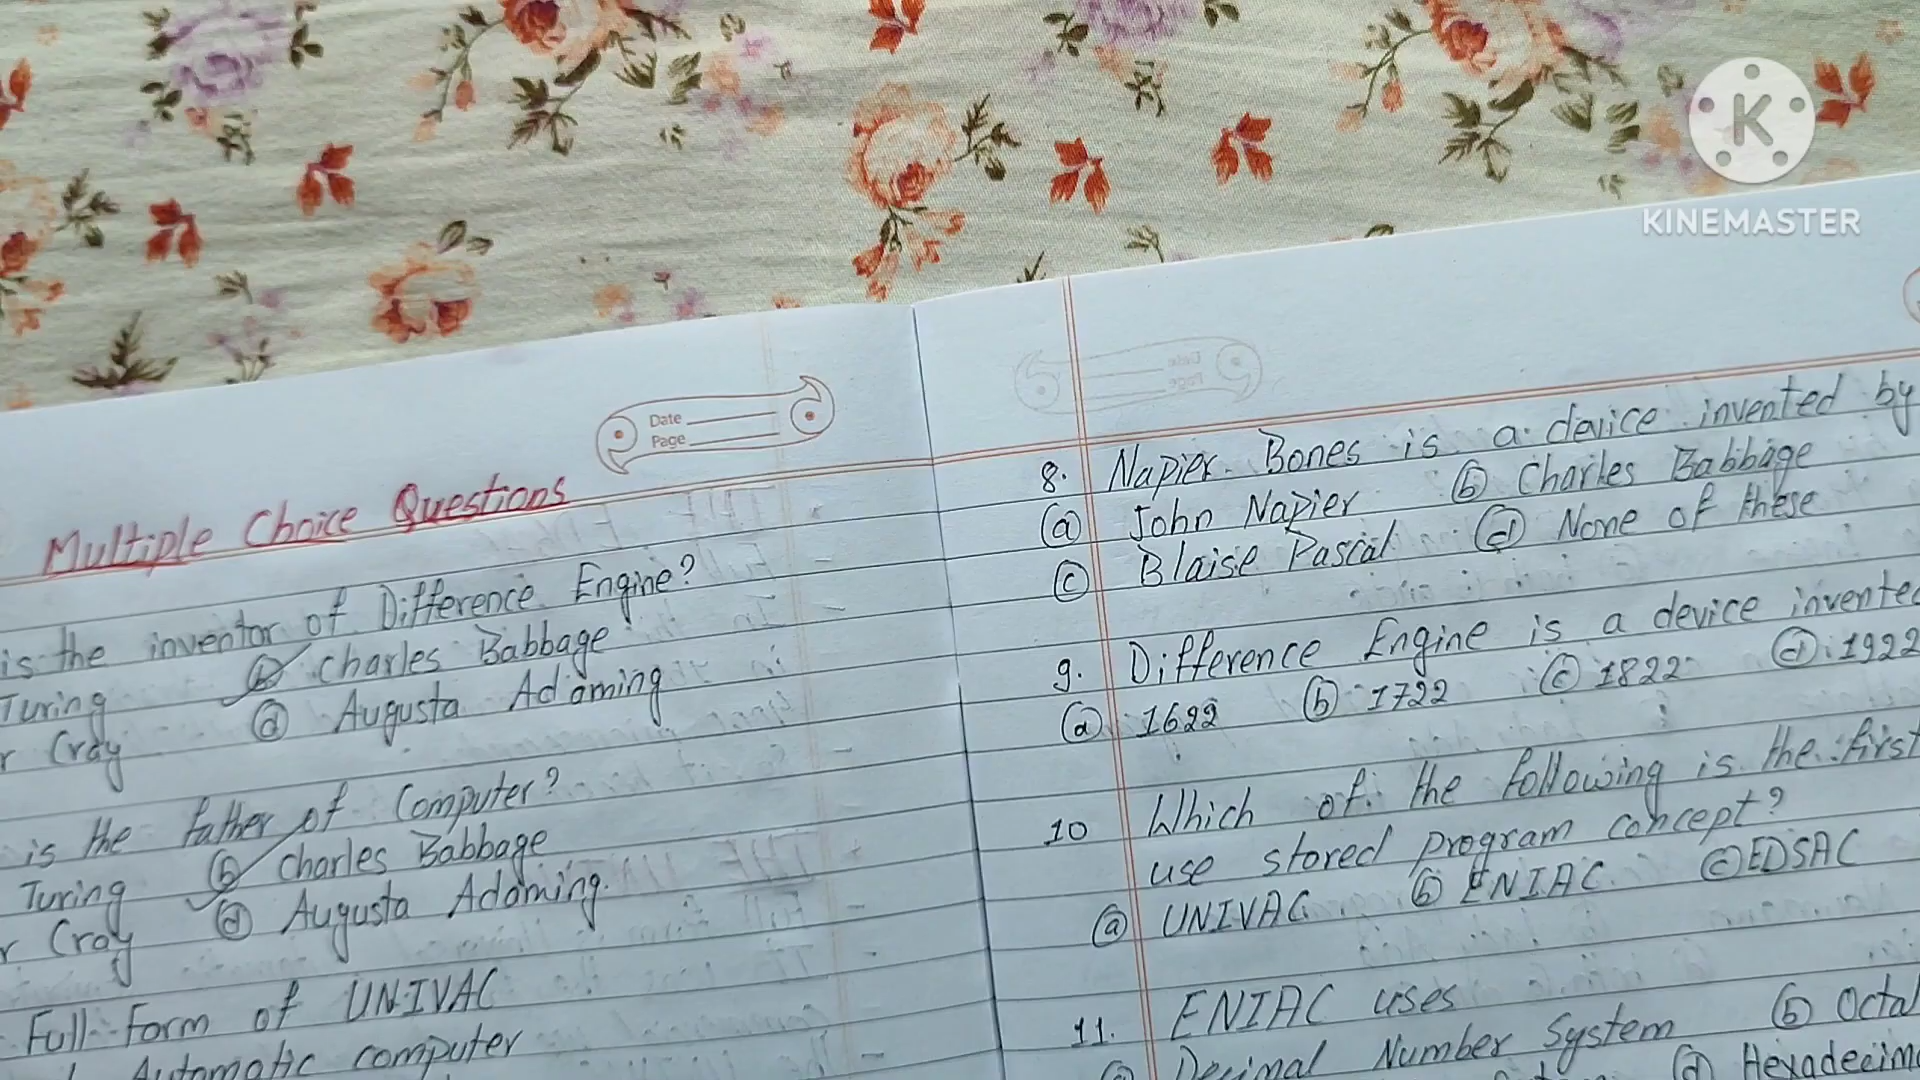 KINEMASTER
Date
Page
Multiple Choice Questions
is the inventor of Difference Engine?
Turing (b) Charles Babbage
r Cray (d) Augusta Adaming
is the father of Computer?
Turing (b) Charles Babbage
r Cray (d) Augusta Adaming.
Full Form of UNIVAC
Automatic computer
8. Napier Bones is a device invented by
(a) John Napier (b) Charles Babbage
(c) Blaise Pascal (d) None of these
9. Difference Engine is a device invented
(a) 1622 (b) 1722 (c) 1822 (d) 1922
10 Which of the following is the first
use stored program concept?
(a) UNIVAC (b) ENIAC (c) EDSAC
11. ENIAC uses
(a) Decimal Number System (b) Octal
(d) Hexadecim